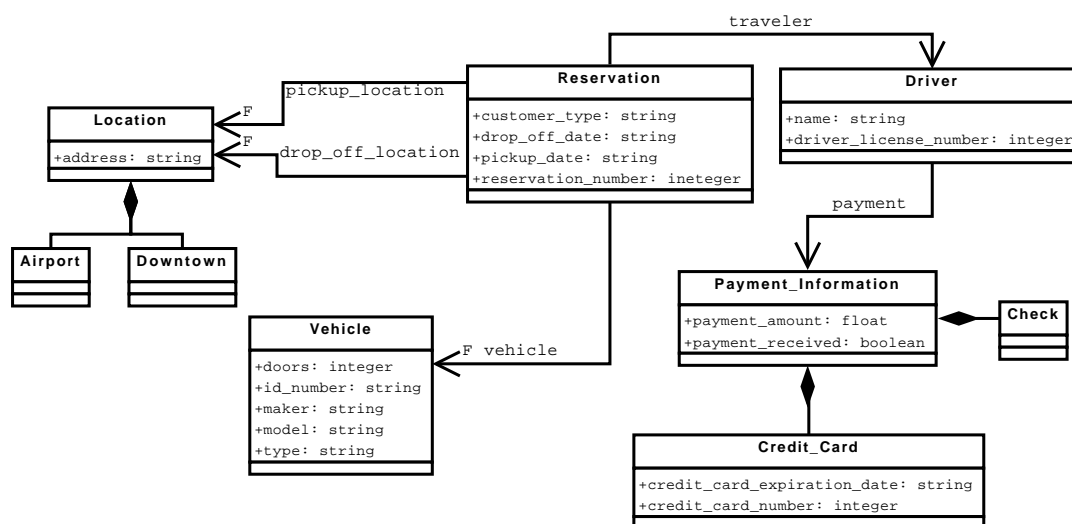 traveler
Reservation
+customer_type: string
+drop_off_date: string
+pickup_date: string
+reservation_number: ineteger
Driver
+name: string
+driver_license_number: integer
pickup_location
F
Location
+address: string
F
drop_off_location
payment
Airport
Downtown
Payment_Information
+payment_amount: float
+payment_received: boolean
Check
Vehicle
+doors: integer
+id_number: string
+maker: string
+model: string
+type: string
F vehicle
Credit_Card
+credit_card_expiration_date: string
+credit_card_number: integer